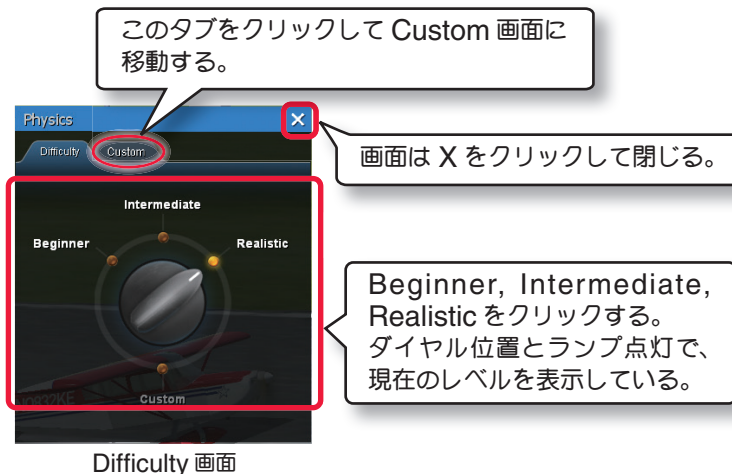 このタブをクリックして Custom 画面に
移動する。
Physics
X
Difficulty
Custom
画面は X をクリックして閉じる。
Intermediate
Beginner
Realistic
Beginner, Intermediate,
Realistic をクリックする。
ダイヤル位置とランプ点灯で、
現在のレベルを表示している。
Custom
NO832KE
Difficulty 画面